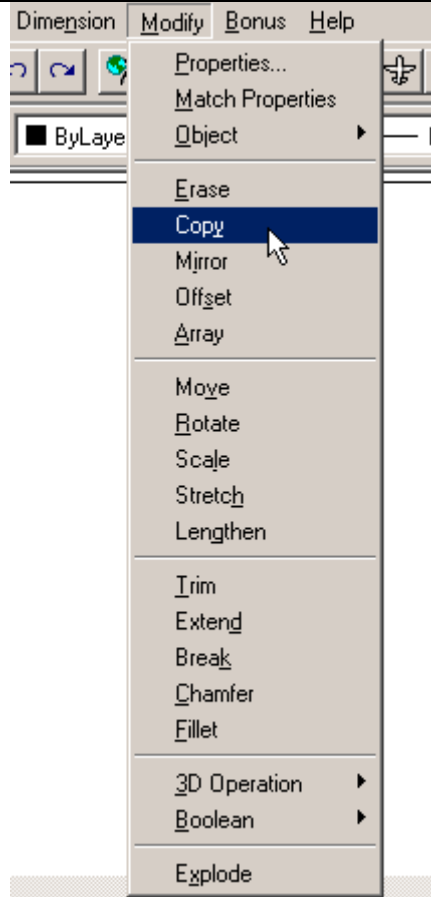 Dimension Modify Bonus Help
Properties...
Match Properties
Object
ByLaye
Erase
Copy
Mirror
Offset
Array
Move
Rotate
Scale
Stretch
Lengthen
Trim
Extend
Break
Chamfer
Fillet
3D Operation
Boolean
Explode